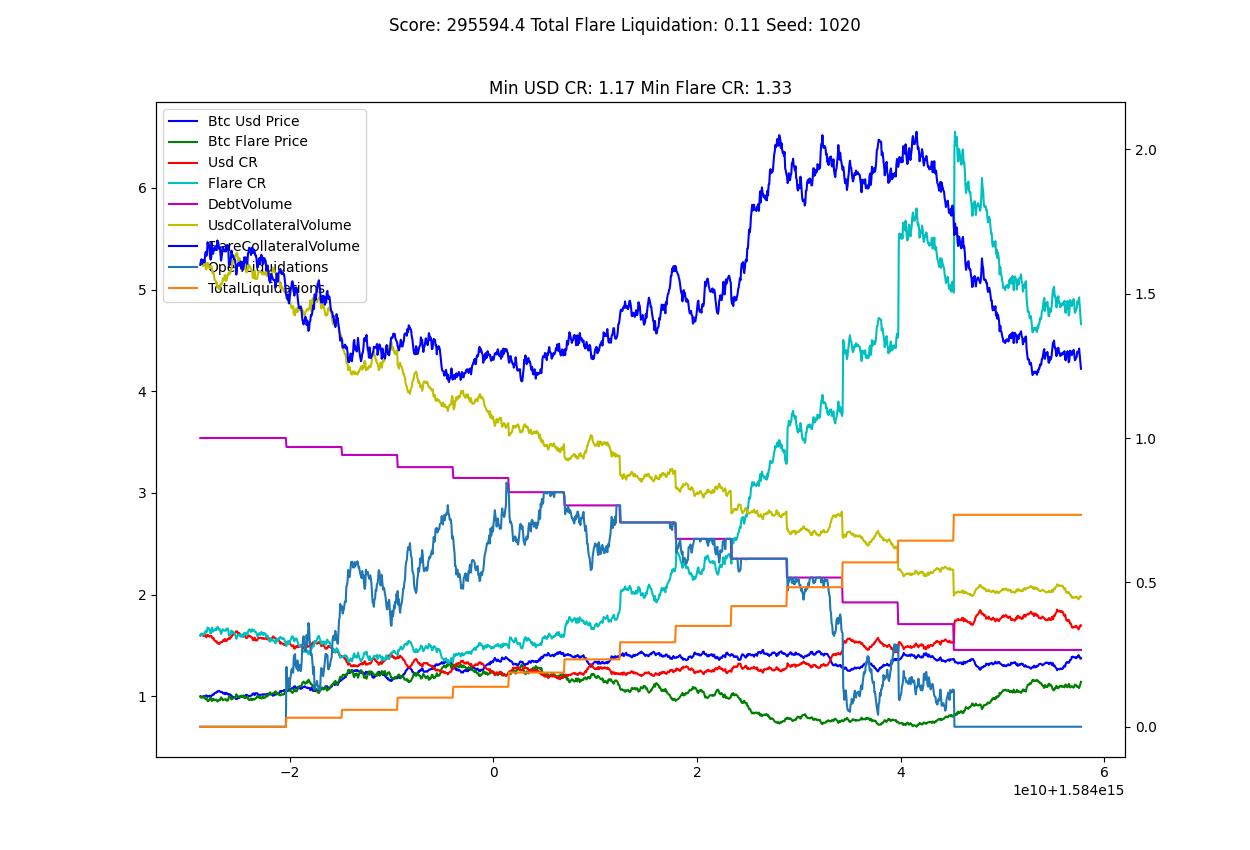 Score: 295594.4 Total Flare Liquidation: 0.11 Seed: 1020
Min USD CR: 1.17 Min Flare CR: 1.33
Btc Usd Price
Btc Flare Price
Usd CR
Flare CR
DebtVolume
UsdCollateralVolume
FlareCollateralVolume
OpenLiquidations
TotalLiquidations
6
5
4
3
2
1
2.0
1.5
1.0
0.5
0.0
−2
0
2
4
6
1e10+1.584e15